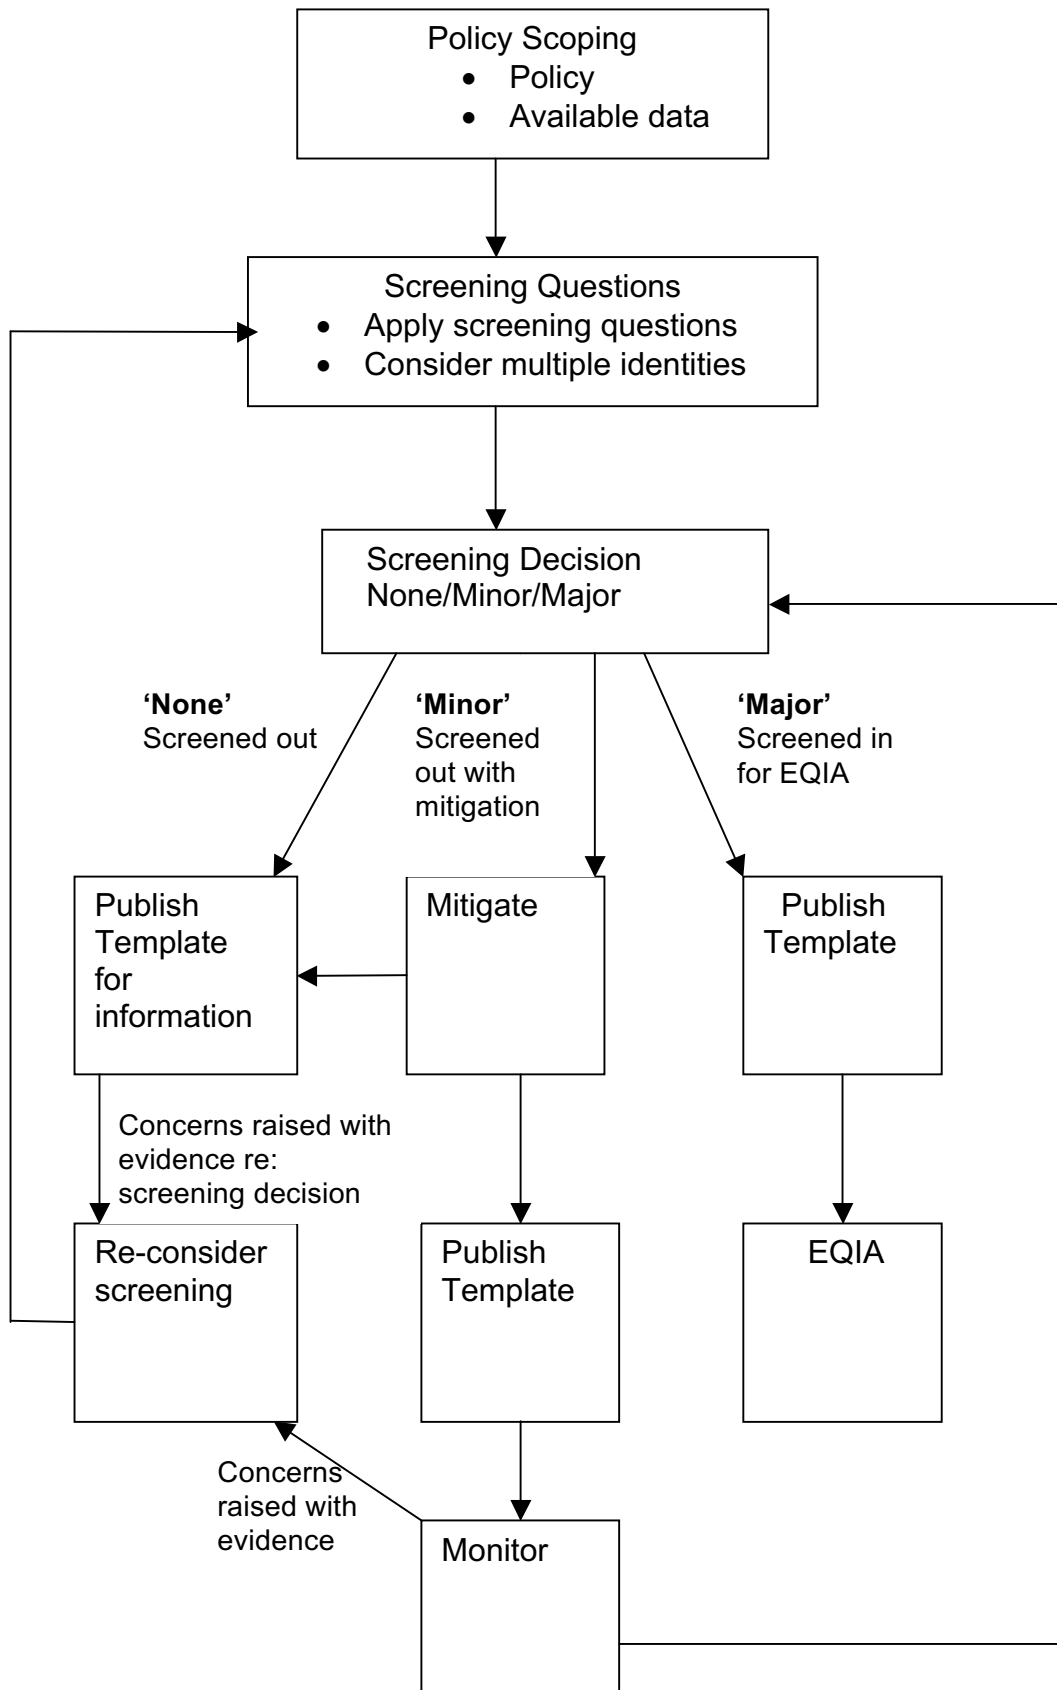 Policy Scoping
• Policy
• Available data
Screening Questions
• Apply screening questions
• Consider multiple identities
Screening Decision
None/Minor/Major
‘None’
Screened out
‘Minor’
Screened
out with
mitigation
‘Major’
Screened in
for EQIA
Publish
Template
for
information
Mitigate
Publish
Template
Concerns raised with
evidence re:
screening decision
Re-consider
screening
Publish
Template
EQIA
Concerns
raised with
evidence
Monitor